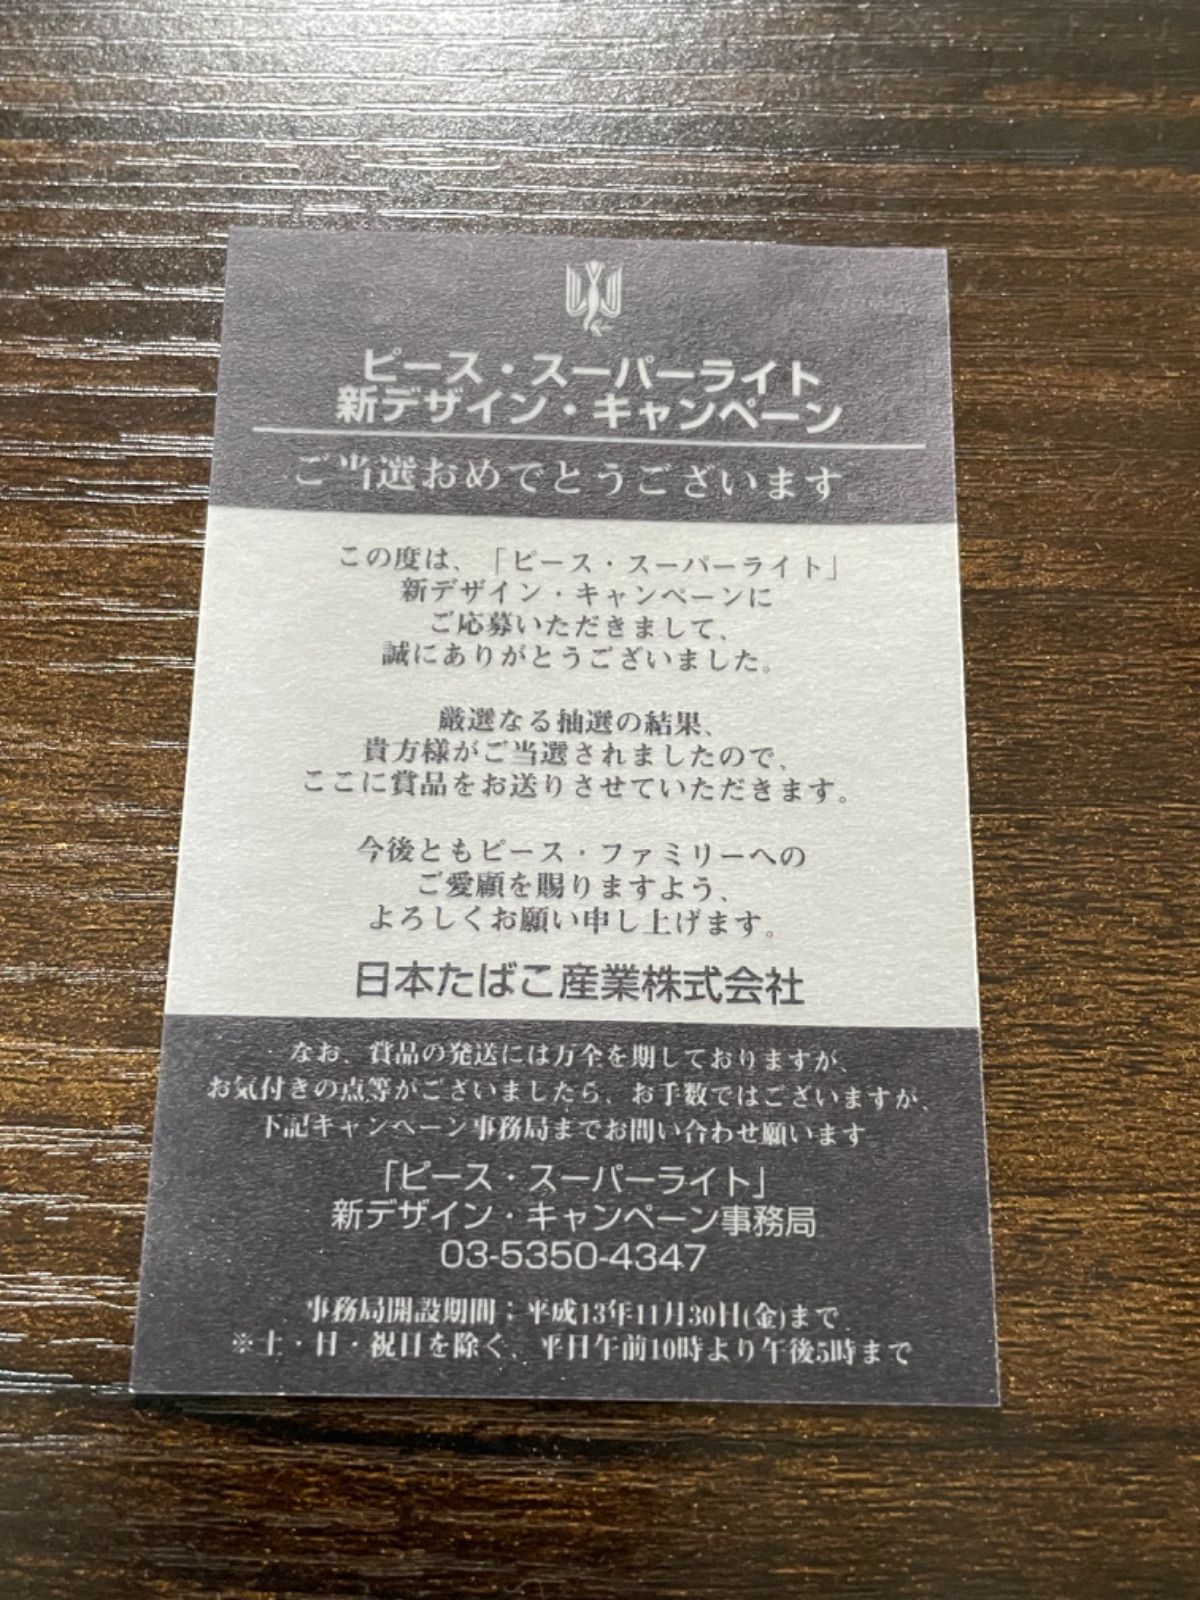 ピース・スーパーライト
新デザイン・キャンペーン
ご当選おめでとうございます。
この度は、「ピース・スーパーライト」
新デザイン・キャンペーンに
ご応募いただきまして、
誠にありがとうございました。
厳選なる抽選の結果、
貴方様がご当選されましたので、
ここに賞品をお送りさせていただきます。
今後ともピース・ファミリーへの
ご愛顧を賜りますよう、
よろしくお願い申し上げます。
日本たばこ産業株式会社
なお、賞品の発送には万全を期しておりますが、
お気付きの点等がございましたら、お手数ではございますが、
下記キャンペーン事務局までお問い合わせ願います
「ピース・スーパーライト」
新デザイン・キャンペーン事務局
03-5350-4347
事務局開設期間：平成13年11月30日(金)まで
※土・日・祝日を除く、平日午前10時より午後5時まで